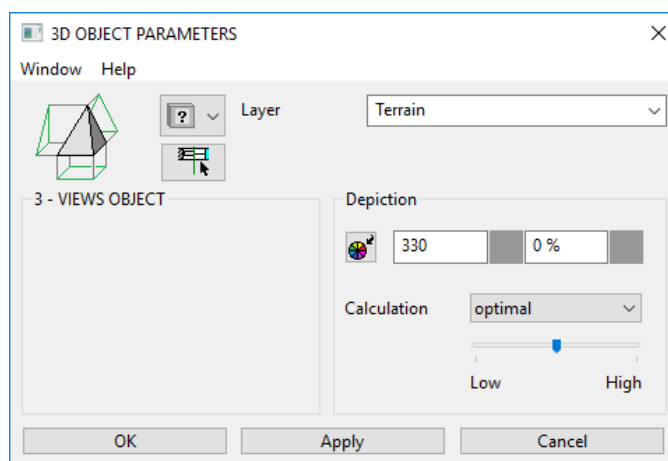 3D OBJECT PARAMETERS
Window Help
Layer Terrain
3 - VIEWS OBJECT
Depiction
330 0 %
Calculation optimal
Low High
OK Apply Cancel